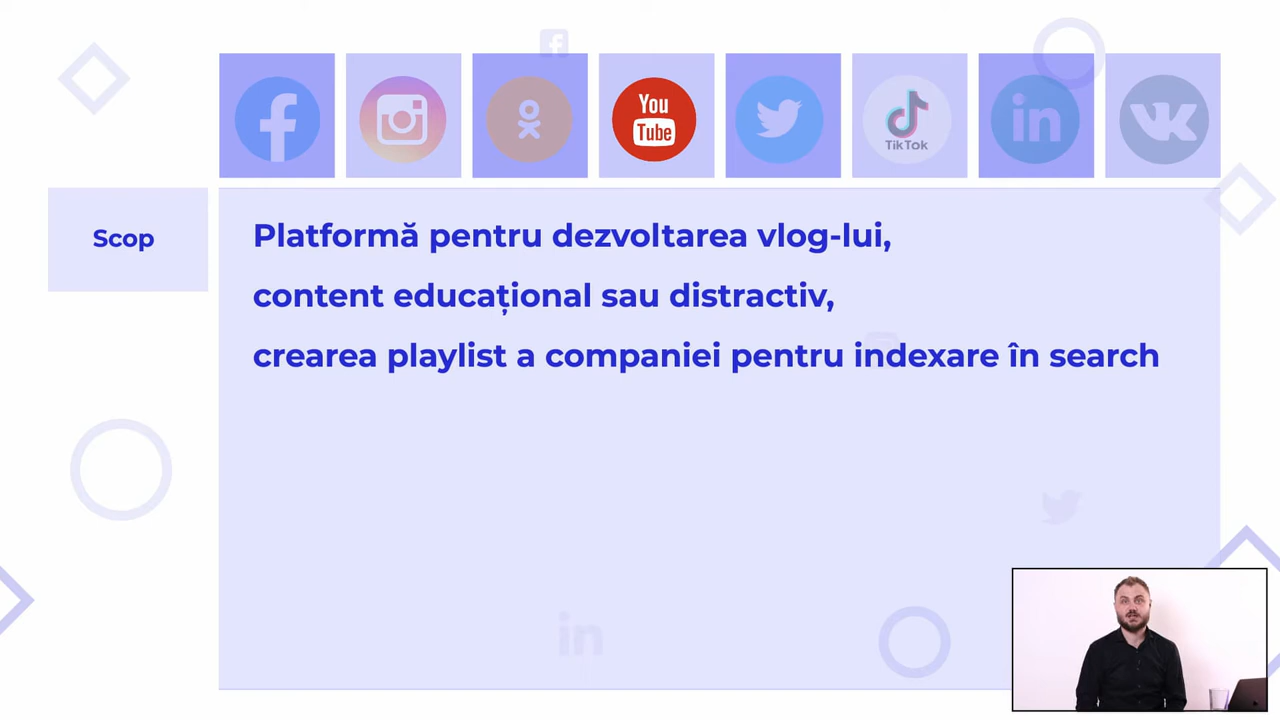 You
Tube
TikTok
Scop
Platformă pentru dezvoltarea vlog-lui,
content educațional sau distractiv,
crearea playlist a companiei pentru indexare în search
in